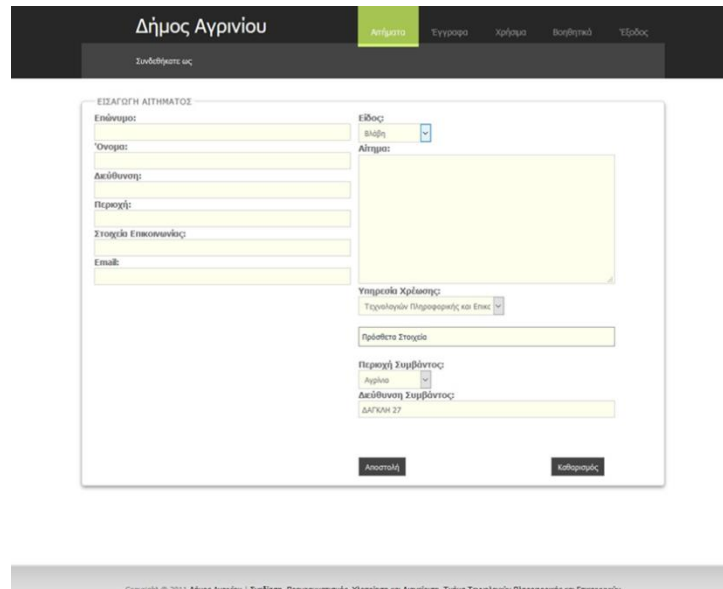 Δήμος Αγρινίου
Αιτήματα Έγγραφα Χρήσιμα Βοηθητικά Έξοδος
Συνδεθήκατε ως
ΕΙΣΑΓΩΓΗ ΑΙΤΗΜΑΤΟΣ
Επώνυμο:
Όνομα:
Διεύθυνση:
Περιοχή:
Στοιχεία Επικοινωνίας:
Email:
Είδος:
Βλάβη
Αίτημα:
Υπηρεσία Χρέωσης:
Τεχνολογιών Πληροφορικής και Επικο
Πρόσθετα Στοιχεία
Περιοχή Συμβάντος:
Αγρίνιο
Διεύθυνση Συμβάντος:
ΔΑΓΚΛΗ 27
Αποστολή Καθαρισμός